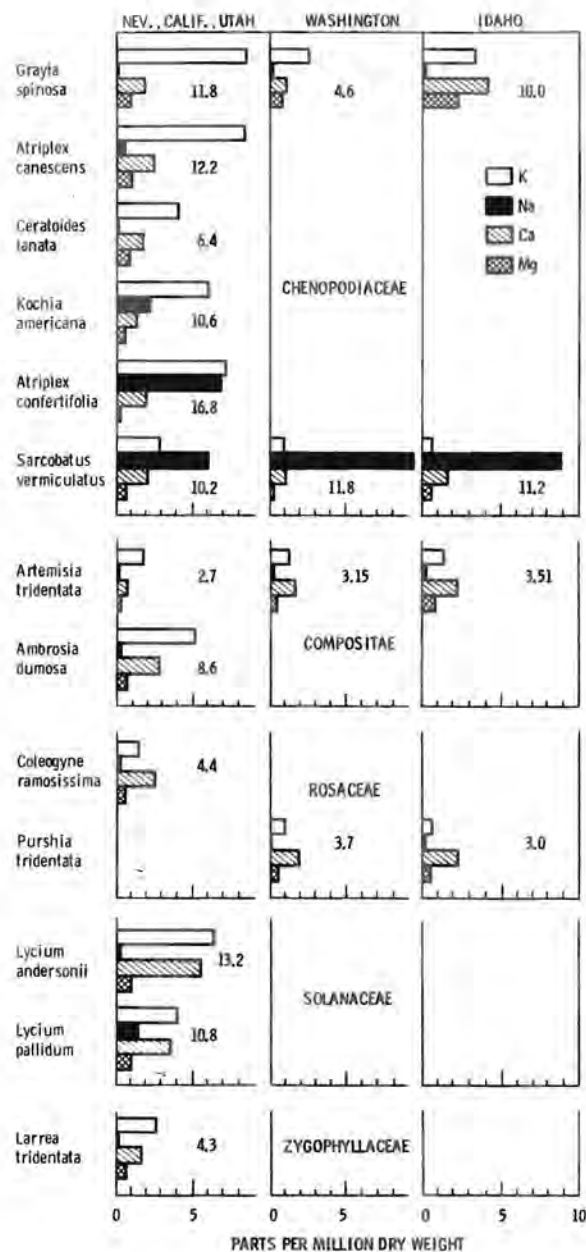 NEV., CALIF., UTAH WASHINGTON IDAHO
Grayia
spinosa
11.8 4.6 10.0
Atriplex
canescens
12.2
K
Na
Ca
Mg
Ceratoides
lanata
6.4
CHENOPODIACEAE
Kochia
americana
10.6
Atriplex
confertifolia
16.8
Sarcobatus
vermiculatus
10.2 11.8 11.2
Artemisia
tridentata
2.7 3.15 3.51
COMPOSITAE
Ambrosia
dumosa
8.6
Coleogyne
ramosissima
4.4
ROSACEAE
Purshia
tridentata
3.7 3.0
Lycium
andersonii
13.2
SOLANACEAE
Lycium
pallidum
10.8
Larrea
tridentata
4.3
ZYGOPHYLLACEAE
0 5 0 5 0 5 10
PARTS PER MILLION DRY WEIGHT